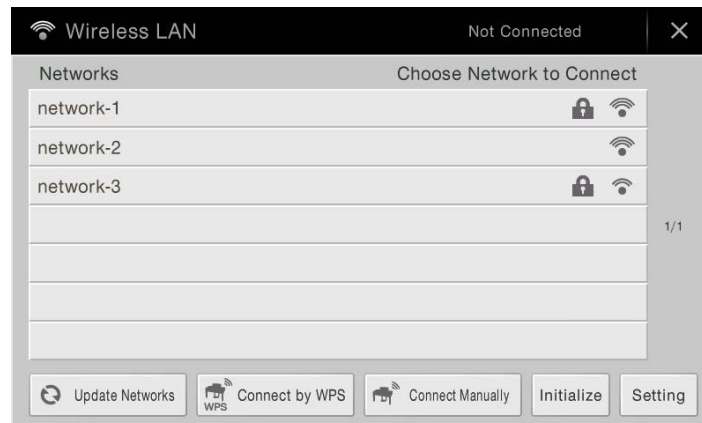 Wireless LAN Not Connected
Networks Choose Network to Connect
network-1
network-2
network-3
1/1
Update Networks WPS Connect by WPS Connect Manually Initialize Setting